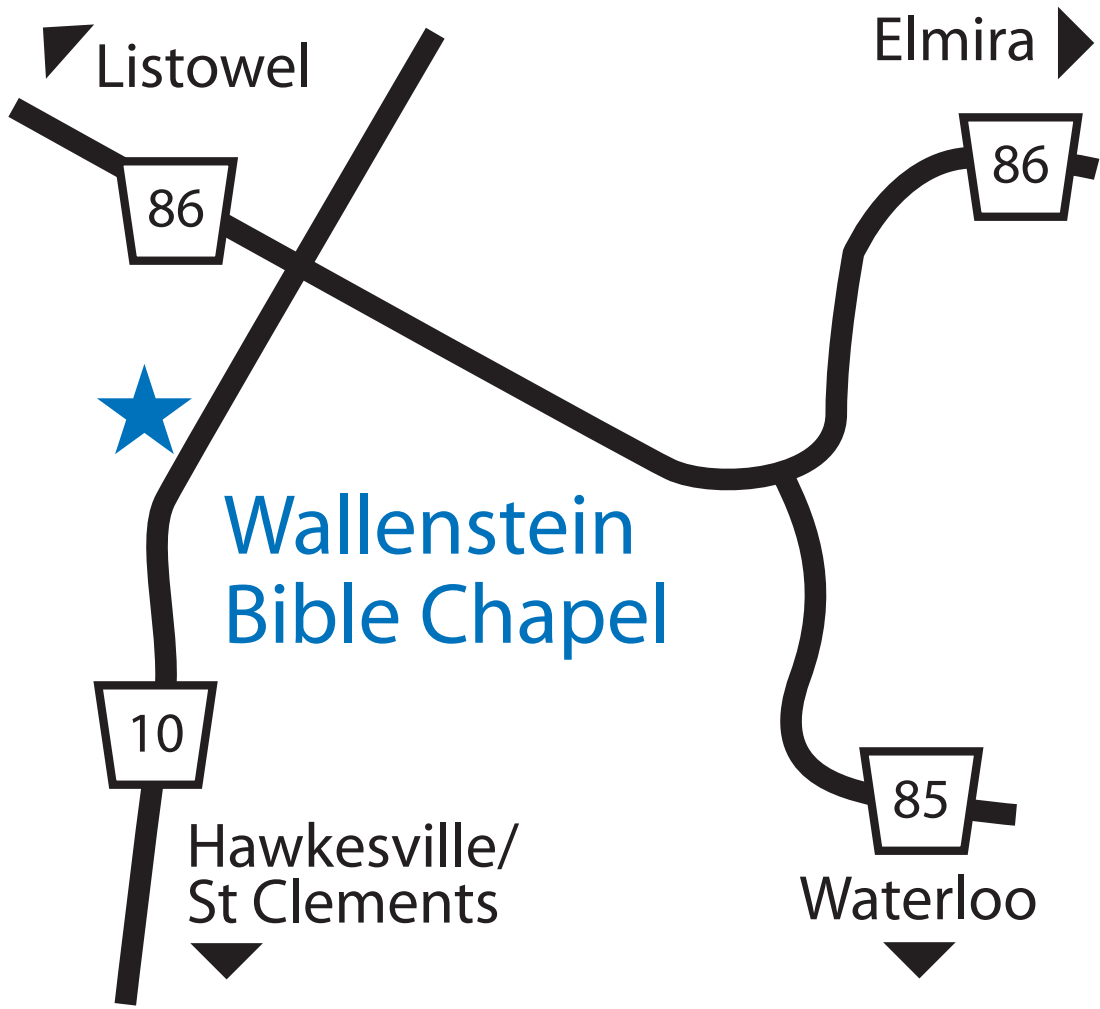 Listowel
Elmira
86
86
Wallenstein
Bible Chapel
10
85
Hawkesville/
St Clements
Waterloo